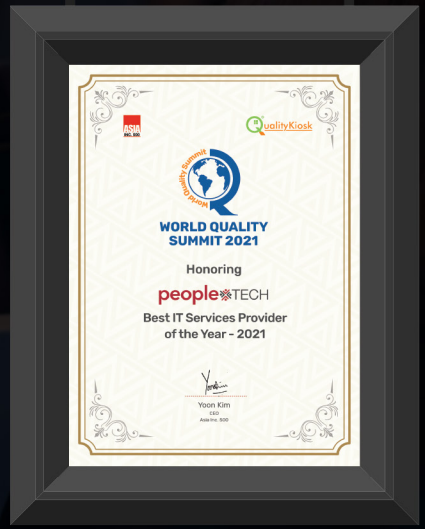 ASIA
INC. 500
QualityKiosk
World Quality Summit
WORLD QUALITY
SUMMIT 2021
Honoring
people TECH
Best IT Services Provider
of the Year - 2021
Yoon Kim
CEO
Asia Inc. 500